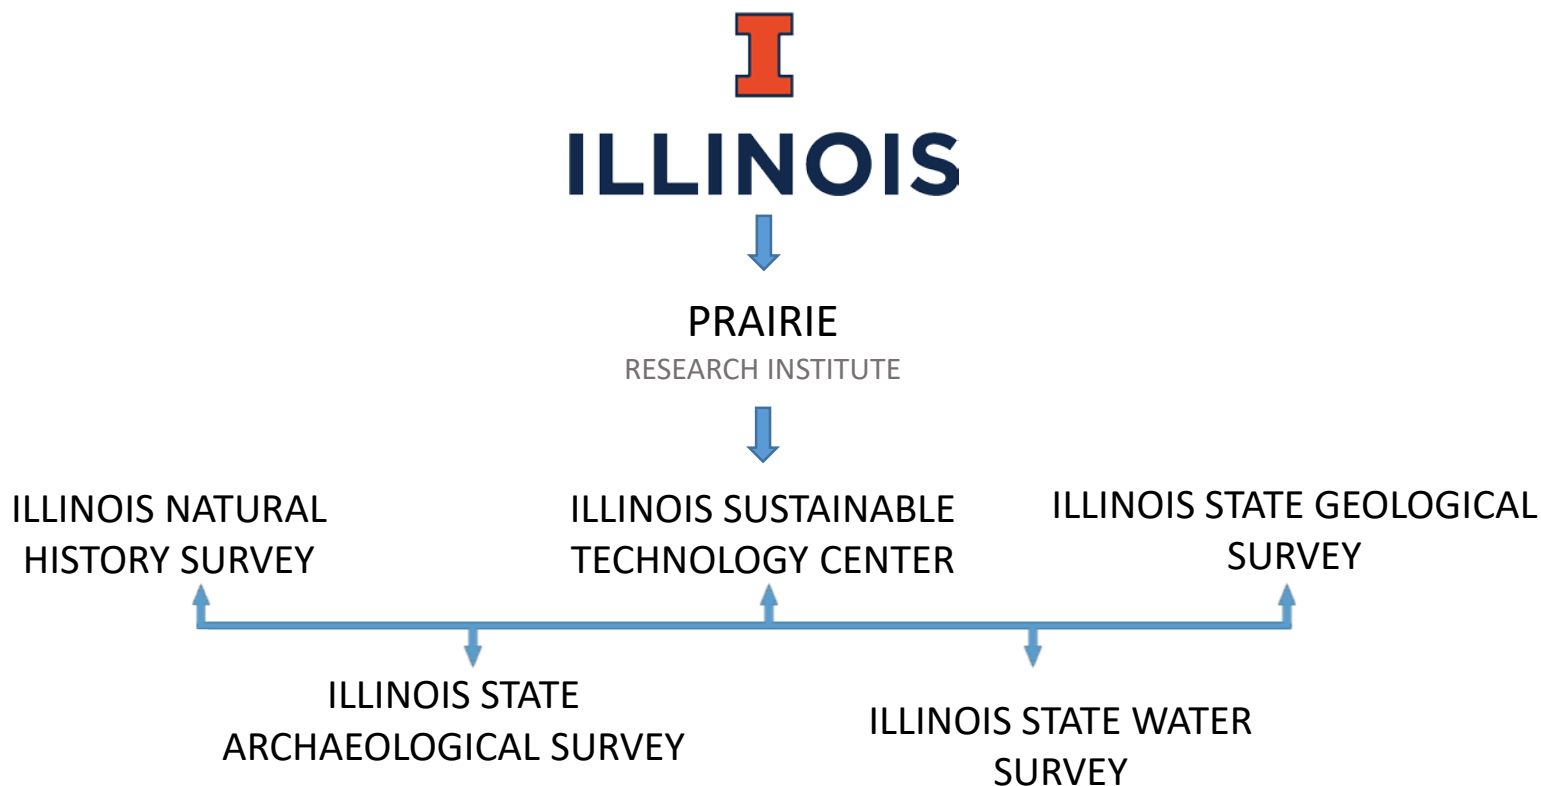 I
ILLINOIS
PRAIRIE
RESEARCH INSTITUTE
ILLINOIS NATURAL
HISTORY SURVEY
ILLINOIS SUSTAINABLE
TECHNOLOGY CENTER
ILLINOIS STATE GEOLOGICAL
SURVEY
ILLINOIS STATE
ARCHAEOLOGICAL SURVEY
ILLINOIS STATE WATER
SURVEY